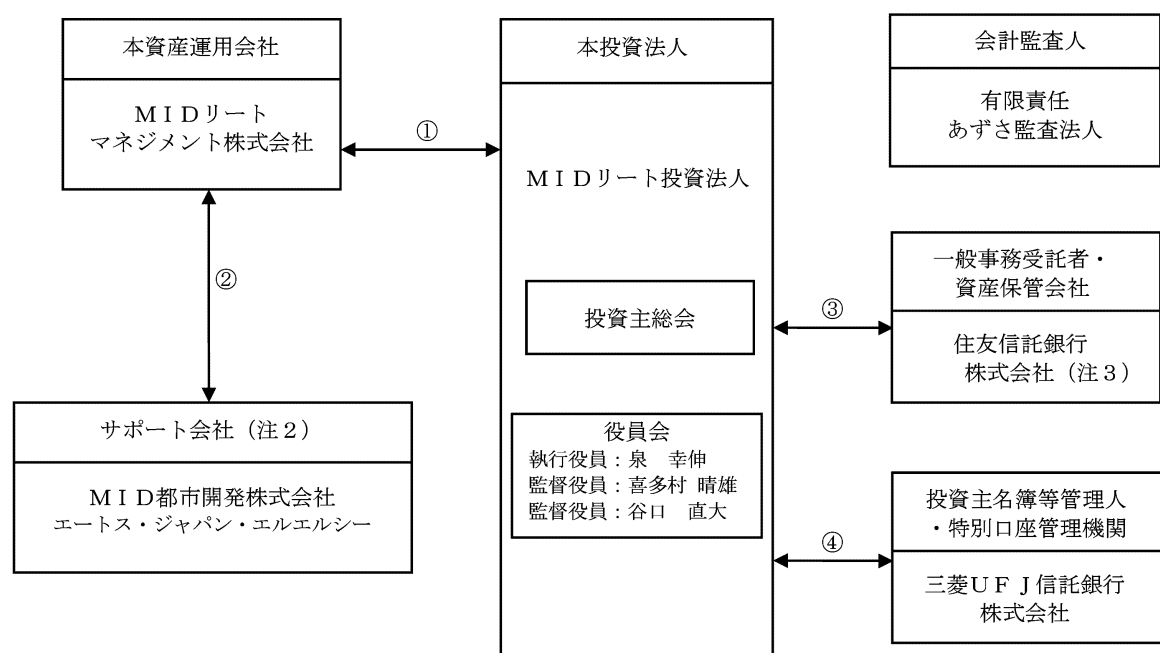 本資産運用会社
ＭＩＤリート
マネジメント株式会社
①
②
サポート会社（注２）
ＭＩＤ都市開発株式会社
エートス・ジャパン・エルエルシー
本投資法人
ＭＩＤリート投資法人
投資主総会
役員会
執行役員：泉　幸伸
監督役員：喜多村 晴雄
監督役員：谷口　直大
会計監査人
有限責任
あずさ監査法人
③
一般事務受託者・
資産保管会社
住友信託銀行
株式会社（注３）
④
投資主名簿等管理人
・特別口座管理機関
三菱ＵＦＪ信託銀行
株式会社